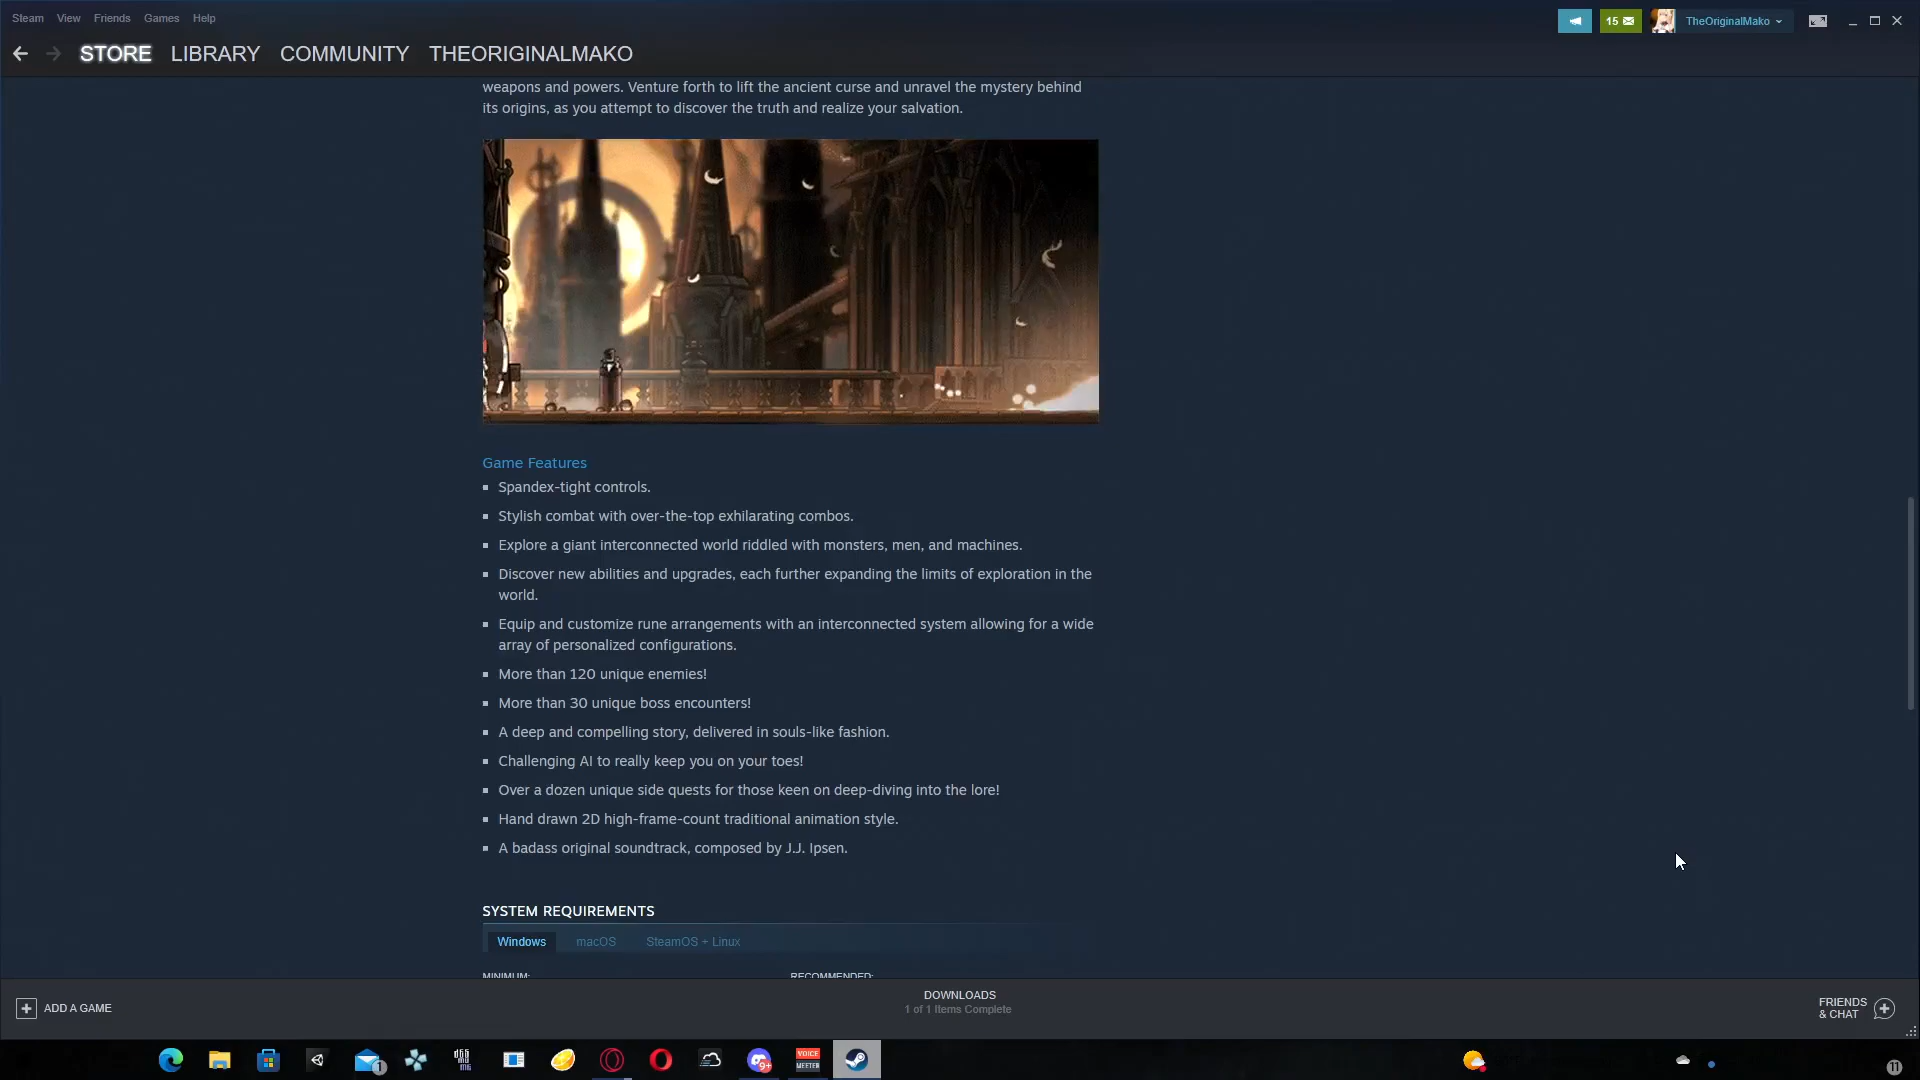 Steam View Friends Games Help
15 TheOriginalMako
STORE LIBRARY COMMUNITY THEORIGINALMAKO
weapons and powers. Venture forth to lift the ancient curse and unravel the mystery behind
its origins, as you attempt to discover the truth and realize your salvation.
Game Features
Spandex-tight controls.
Stylish combat with over-the-top exhilarating combos.
Explore a giant interconnected world riddled with monsters, men, and machines.
Discover new abilities and upgrades, each further expanding the limits of exploration in the
world.
Equip and customize rune arrangements with an interconnected system allowing for a wide
array of personalized configurations.
More than 120 unique enemies!
More than 30 unique boss encounters!
A deep and compelling story, delivered in souls-like fashion.
Challenging AI to really keep you on your toes!
Over a dozen unique side quests for those keen on deep-diving into the lore!
Hand drawn 2D high-frame-count traditional animation style.
A badass original soundtrack, composed by J.J. Ipsen.
SYSTEM REQUIREMENTS
Windows macOS SteamOS + Linux
MINIMUM: RECOMMENDED:
ADD A GAME
DOWNLOADS
1 of 1 Items Complete
FRIENDS
& CHAT
1
9+
VOICE
MEETER
11